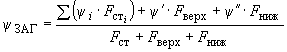 ψ ЗАГ = (∑(ψ i · F ст i) + ψ′ · F верх + ψ″ · F ниж) / (F ст + F верх + F ниж)